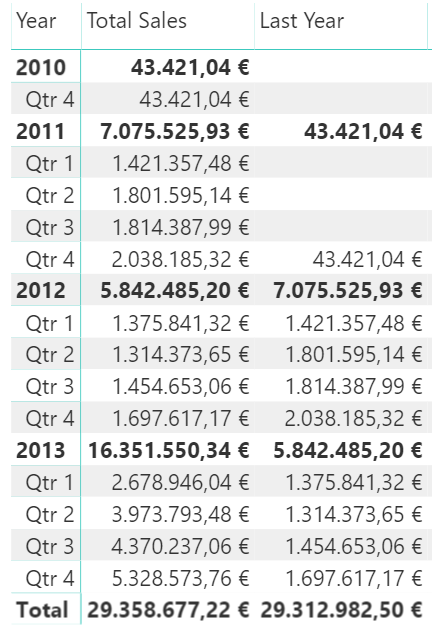 Year Total Sales Last Year
2010 43.421,04 €
Qtr 4 43.421,04 €
2011 7.075.525,93 € 43.421,04 €
Qtr 1 1.421.357,48 €
Qtr 2 1.801.595,14 €
Qtr 3 1.814.387,99 €
Qtr 4 2.038.185,32 € 43.421,04 €
2012 5.842.485,20 € 7.075.525,93 €
Qtr 1 1.375.841,32 € 1.421.357,48 €
Qtr 2 1.314.373,65 € 1.801.595,14 €
Qtr 3 1.454.653,06 € 1.814.387,99 €
Qtr 4 1.697.617,17 € 2.038.185,32 €
2013 16.351.550,34 € 5.842.485,20 €
Qtr 1 2.678.946,04 € 1.375.841,32 €
Qtr 2 3.973.793,48 € 1.314.373,65 €
Qtr 3 4.370.237,06 € 1.454.653,06 €
Qtr 4 5.328.573,76 € 1.697.617,17 €
Total 29.358.677,22 € 29.312.982,50 €